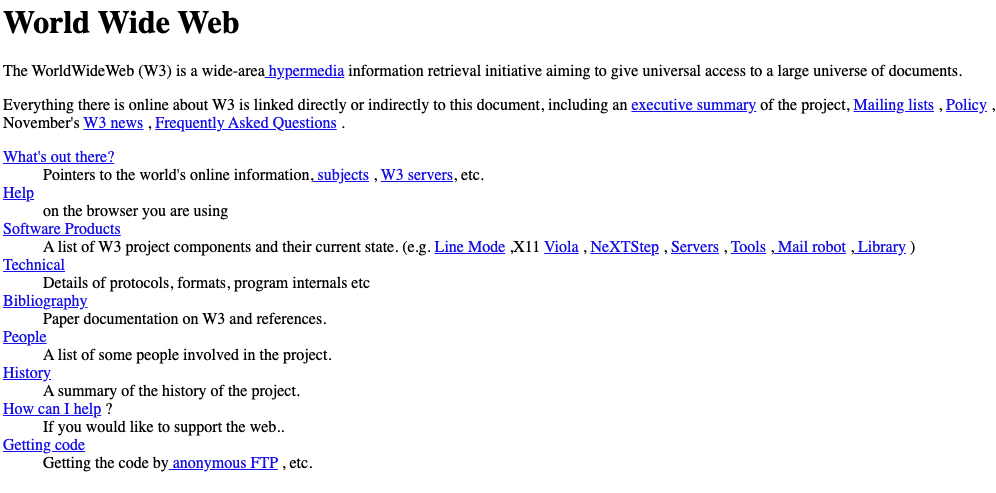 World Wide Web
The WorldWideWeb (W3) is a wide-area hypermedia information retrieval initiative aiming to give universal access to a large universe of documents.
Everything there is online about W3 is linked directly or indirectly to this document, including an executive summary of the project, Mailing lists , Policy ,
November's W3 news , Frequently Asked Questions .
What's out there?
Pointers to the world's online information, subjects , W3 servers, etc.
Help
on the browser you are using
Software Products
A list of W3 project components and their current state. (e.g. Line Mode ,X11 Viola , NeXTStep , Servers , Tools , Mail robot , Library )
Technical
Details of protocols, formats, program internals etc
Bibliography
Paper documentation on W3 and references.
People
A list of some people involved in the project.
History
A summary of the history of the project.
How can I help ?
If you would like to support the web..
Getting code
Getting the code by anonymous FTP , etc.